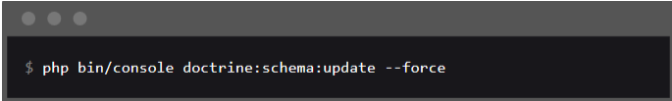 $ php bin/console doctrine:schema:update --force